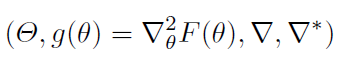 (Θ, g(θ) = ∇²_θ F(θ), ∇, ∇*)